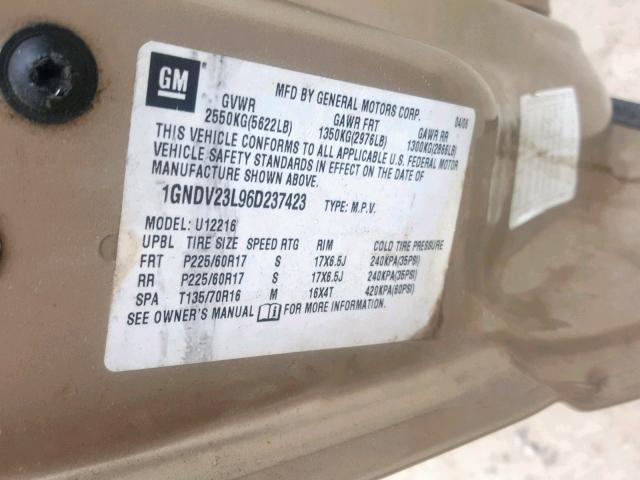 GM
MFD BY GENERAL MOTORS CORP. 04/06
GVWR GAWR FRT GAWR RR
2550KG(5622LB) 1350KG(2976LB) 1300KG(2866LB)
THIS VEHICLE CONFORMS TO ALL APPLICABLE U.S. FEDERAL MOTOR
VEHICLE SAFETY STANDARDS IN EFFECT ON THE DATE OF
MANUFACTURE SHOWN ABOVE.
1GNDV23L96D237423 TYPE: M.P.V.
MODEL: U12216
UPBL TIRE SIZE SPEED RTG RIM COLD TIRE PRESSURE
FRT P225/60R17 S 17X6.5J 240KPA(35PSI)
RR P225/60R17 S 17X6.5J 240KPA(35PSI)
SPA T135/70R16 M 16X4T 420KPA(60PSI)
SEE OWNER'S MANUAL FOR MORE INFORMATION.